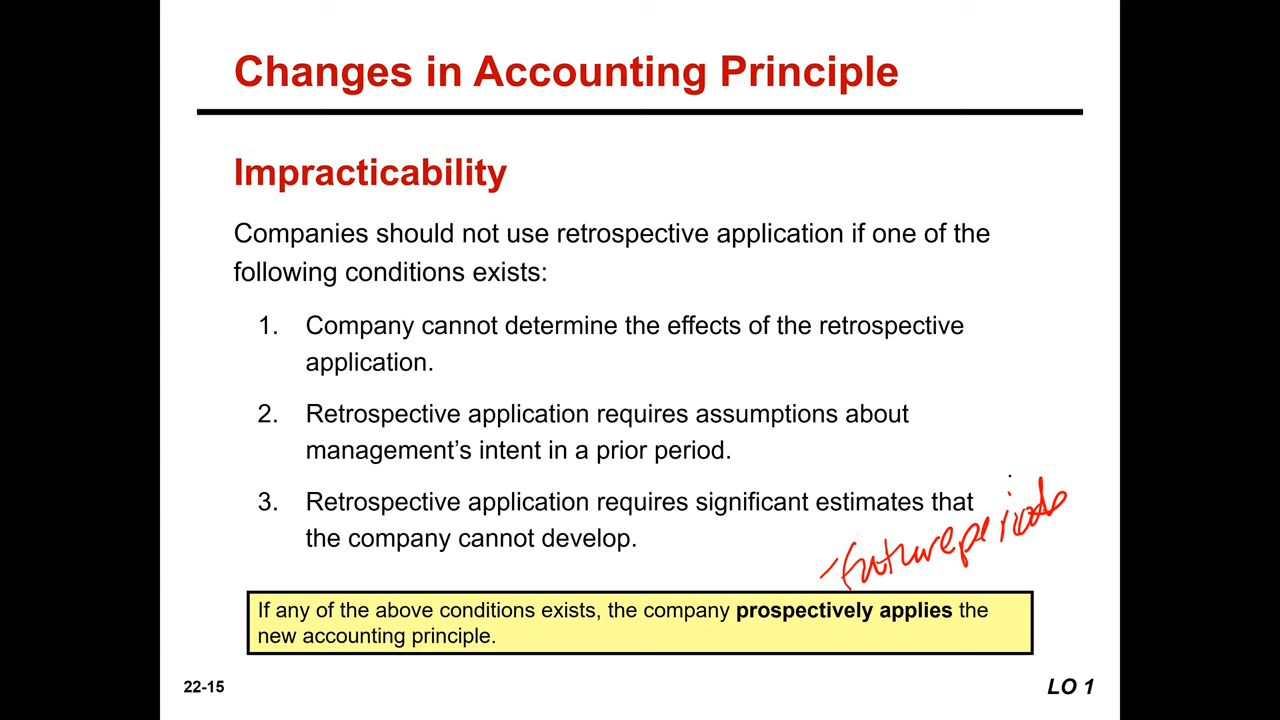 Changes in Accounting Principle
Impracticability
Companies should not use retrospective application if one of the
following conditions exists:
1. Company cannot determine the effects of the retrospective
application.
2. Retrospective application requires assumptions about
management’s intent in a prior period.
3. Retrospective application requires significant estimates that
the company cannot develop.
-future periods
If any of the above conditions exists, the company prospectively applies the
new accounting principle.
22-15
LO 1